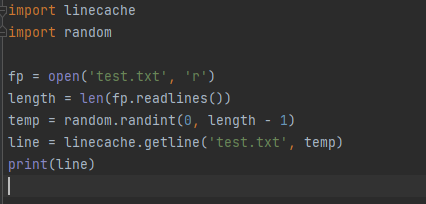 import linecache
import random

fp = open('test.txt', 'r')
length = len(fp.readlines())
temp = random.randint(0, length - 1)
line = linecache.getline('test.txt', temp)
print(line)